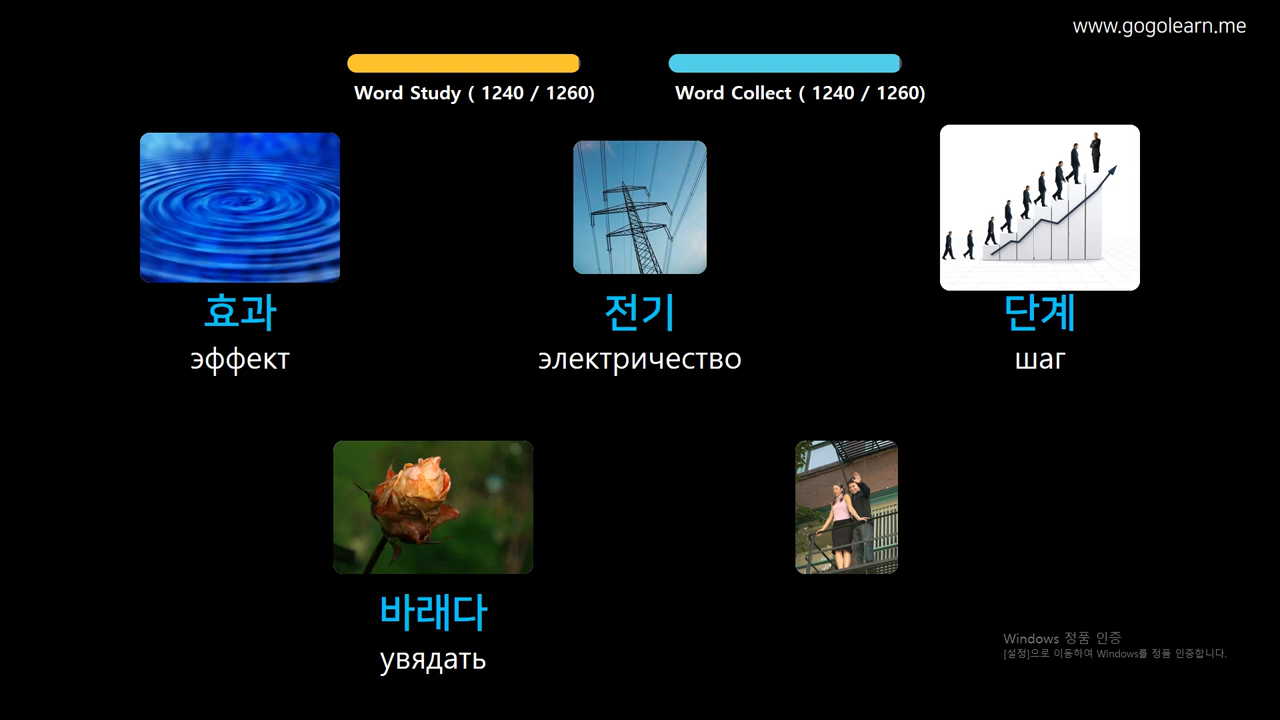 www.gogolearn.me
Word Study ( 1240 / 1260)
Word Collect ( 1240 / 1260)
효과
эффект
전기
электричество
단계
шаг
바래다
увядать
Windows 정품 인증
[설정]으로 이동하여 Windows를 정품 인증합니다.